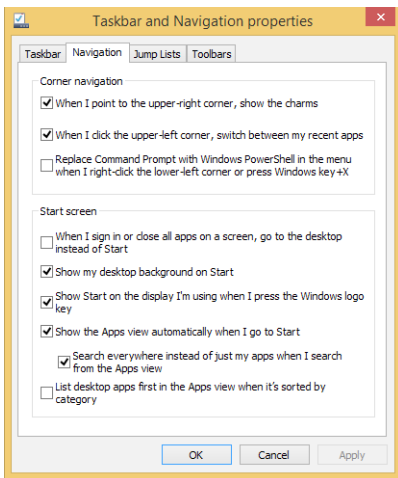 Taskbar and Navigation properties
Taskbar Navigation Jump Lists Toolbars
Corner navigation
When I point to the upper-right corner, show the charms
When I click the upper-left corner, switch between my recent apps
Replace Command Prompt with Windows PowerShell in the menu
when I right-click the lower-left corner or press Windows key+X
Start screen
When I sign in or close all apps on a screen, go to the desktop
instead of Start
Show my desktop background on Start
Show Start on the display I'm using when I press the Windows logo
key
Show the Apps view automatically when I go to Start
Search everywhere instead of just my apps when I search
from the Apps view
List desktop apps first in the Apps view when it's sorted by
category
OK Cancel Apply